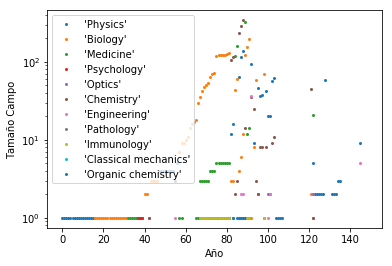 'Physics'
'Biology'
'Medicine'
'Psychology'
'Optics'
'Chemistry'
'Engineering'
'Pathology'
'Immunology'
'Classical mechanics'
'Organic chemistry'
Tamaño Campo
10²
10¹
10⁰
0 20 40 60 80 100 120 140
Año